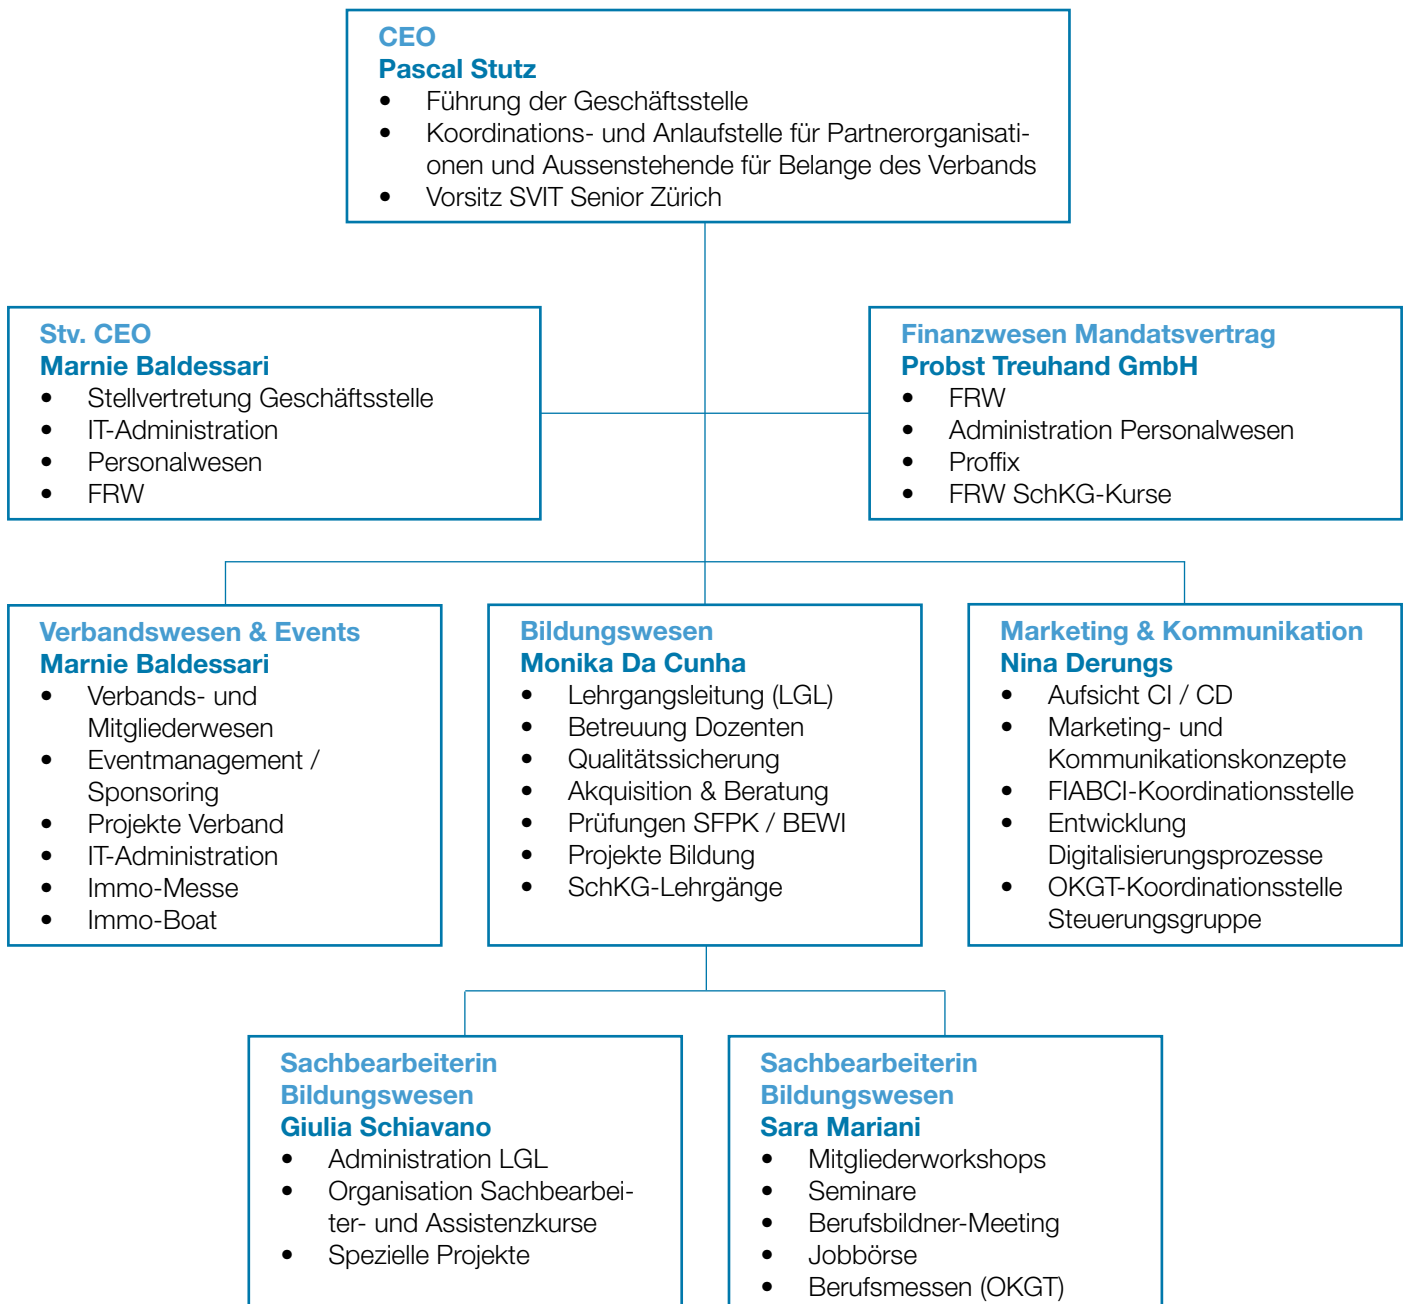 CEO
Pascal Stutz
• Führung der Geschäftsstelle
• Koordinations- und Anlaufstelle für Partnerorganisati-
onen und Aussenstehende für Belange des Verbands
• Vorsitz SVIT Senior Zürich
Stv. CEO
Marnie Baldessari
• Stellvertretung Geschäftsstelle
• IT-Administration
• Personalwesen
• FRW
Finanzwesen Mandatsvertrag
Probst Treuhand GmbH
• FRW
• Administration Personalwesen
• Proffix
• FRW SchKG-Kurse
Verbandswesen & Events
Marnie Baldessari
• Verbands- und
Mitgliederwesen
• Eventmanagement /
Sponsoring
• Projekte Verband
• IT-Administration
• Immo-Messe
• Immo-Boat
Bildungswesen
Monika Da Cunha
• Lehrgangsleitung (LGL)
• Betreuung Dozenten
• Qualitätssicherung
• Akquisition & Beratung
• Prüfungen SFPK / BEWI
• Projekte Bildung
• SchKG-Lehrgänge
Marketing & Kommunikation
Nina Derungs
• Aufsicht CI / CD
• Marketing- und
Kommunikationskonzepte
• FIABCI-Koordinationsstelle
• Entwicklung
Digitalisierungsprozesse
• OKGT-Koordinationsstelle
Steuerungsgruppe
Sachbearbeiterin
Bildungswesen
Giulia Schiavano
• Administration LGL
• Organisation Sachbearbei-
ter- und Assistenzkurse
• Spezielle Projekte
Sachbearbeiterin
Bildungswesen
Sara Mariani
• Mitgliederworkshops
• Seminare
• Berufsbildner-Meeting
• Jobbörse
• Berufsmessen (OKGT)